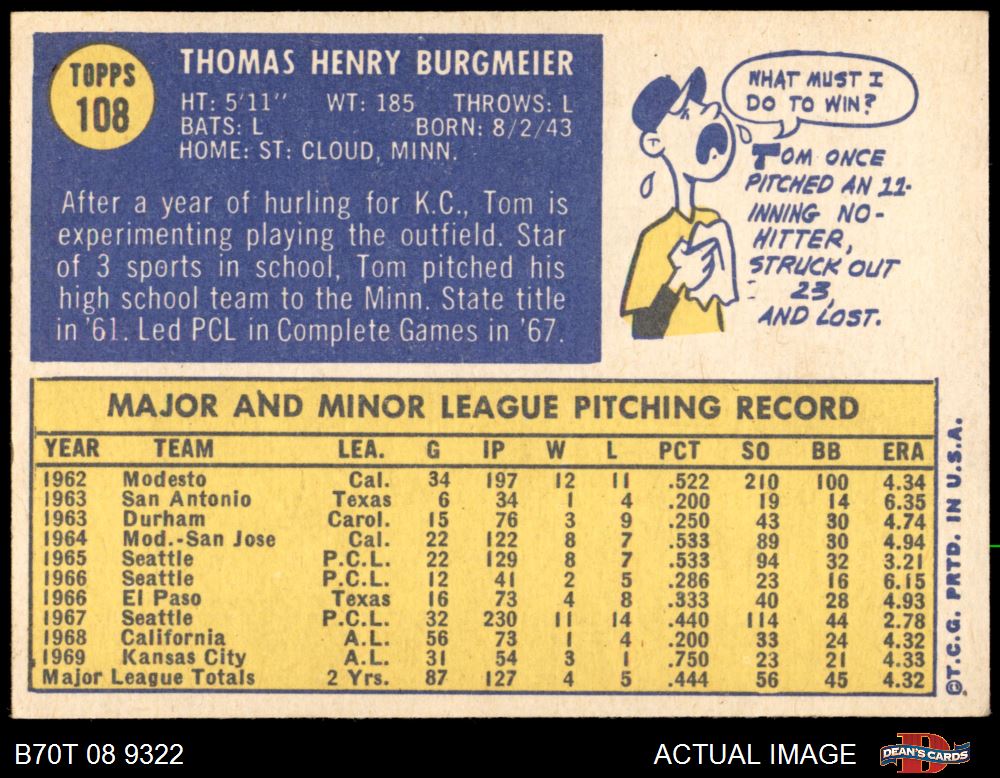 TOPPS
108
THOMAS HENRY BURGMEIER
HT: 5'11" WT: 185 THROWS: L
BATS: L BORN: 8/2/43
HOME: ST: CLOUD, MINN.
After a year of hurling for K.C., Tom is
experimenting playing the outfield. Star
of 3 sports in school, Tom pitched his
high school team to the Minn. State title
in '61. Led PCL in Complete Games in '67.
WHAT MUST I
DO TO WIN?
TOM ONCE
PITCHED AN 11-
INNING NO-
HITTER,
STRUCK OUT
23,
AND LOST.
MAJOR AND MINOR LEAGUE PITCHING RECORD
YEAR TEAM LEA. G IP W L PCT SO BB ERA
1962 Modesto Cal. 34 197 12 11 .522 210 100 4.34
1963 San Antonio Texas 6 34 1 4 .200 19 14 6.35
1963 Durham Carol. 15 76 3 9 .250 43 30 4.74
1964 Mod.-San Jose Cal. 22 122 8 7 .533 89 30 4.94
1965 Seattle P.C.L. 22 129 8 7 .533 94 32 3.21
1966 Seattle P.C.L. 12 41 2 5 .286 23 16 6.15
1966 El Paso Texas 16 73 4 8 .333 40 28 4.93
1967 Seattle P.C.L. 32 230 11 14 .440 114 44 2.78
1968 California A.L. 56 73 1 4 .200 33 24 4.32
1969 Kansas City A.L. 31 54 3 1 .750 23 21 4.33
Major League Totals 2 Yrs. 87 127 4 5 .444 56 45 4.32
©T.C.G. PRTD. IN U.S.A.
B70T 08 9322
ACTUAL IMAGE
DEAN'S CARDS